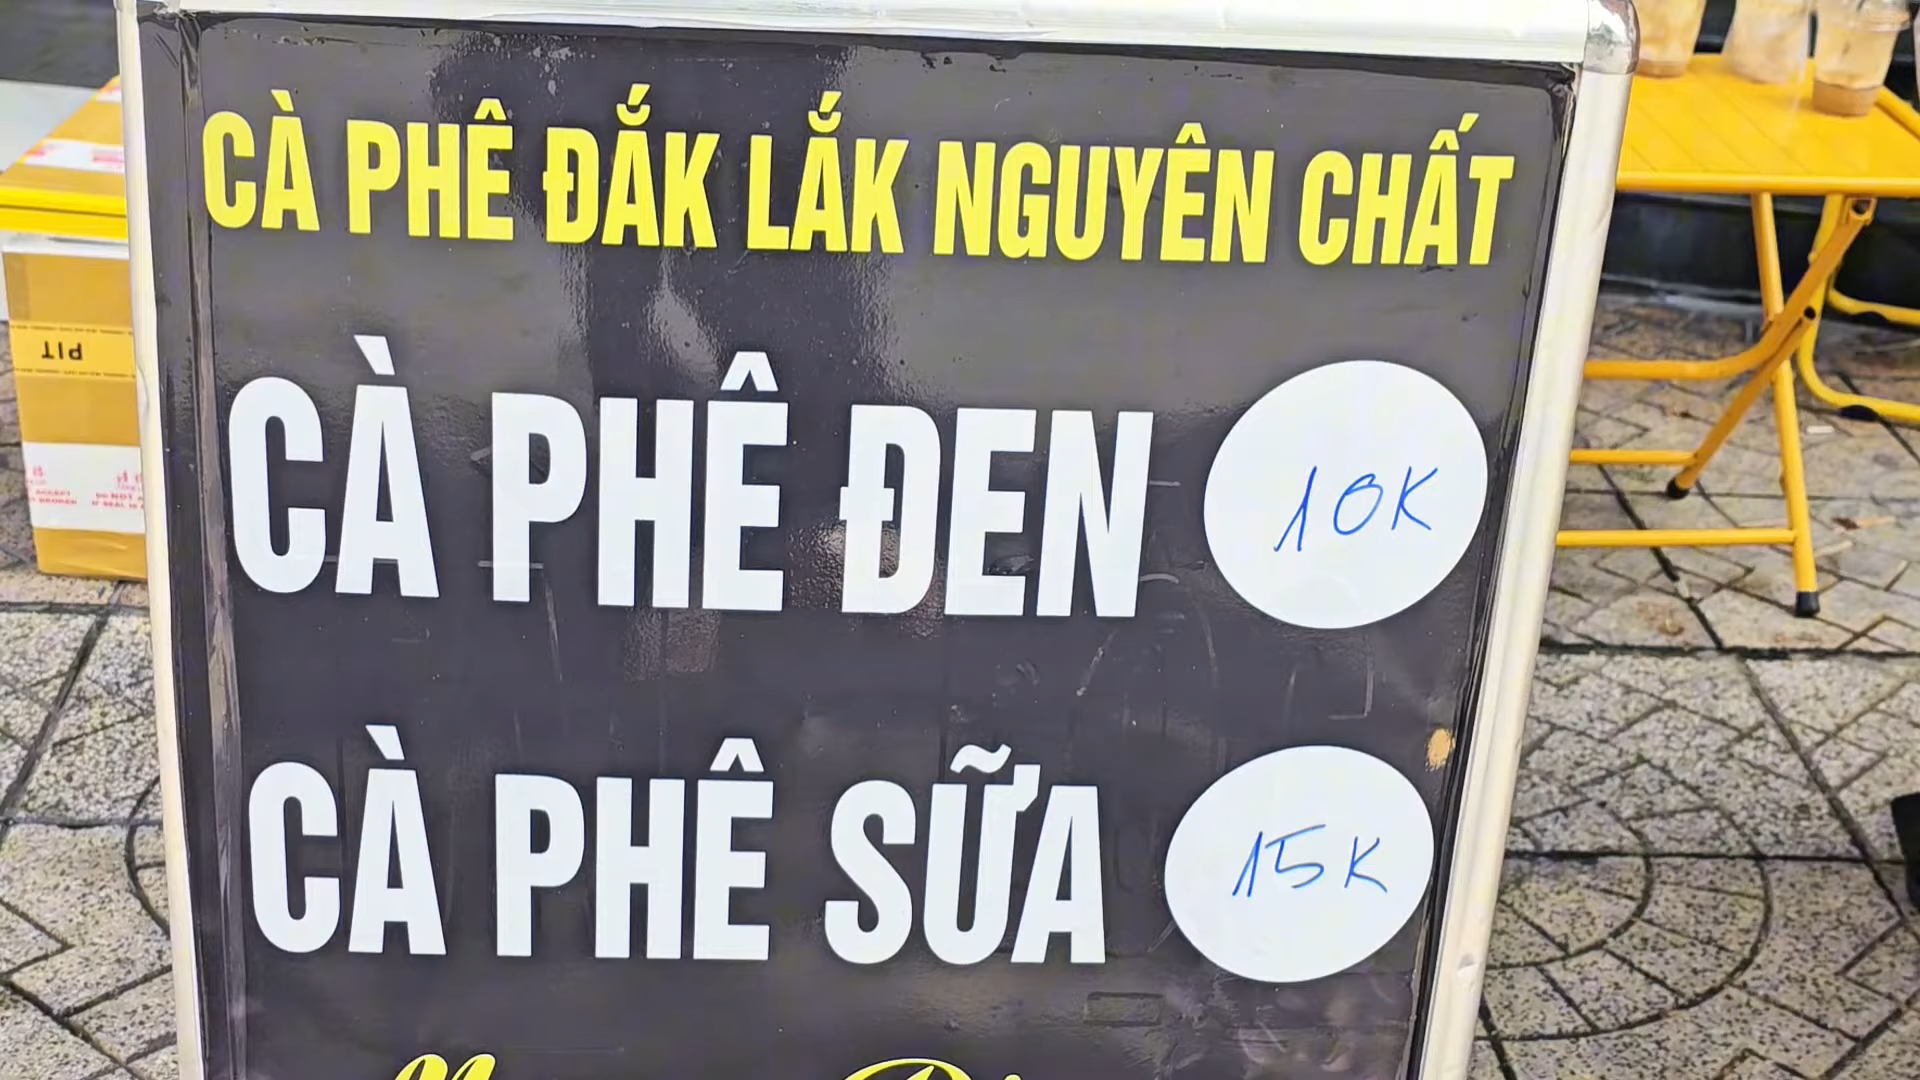 CÀ PHÊ ĐẮK LẮK NGUYÊN CHẤT
CÀ PHÊ ĐEN 10K
CÀ PHÊ SỮA 15K